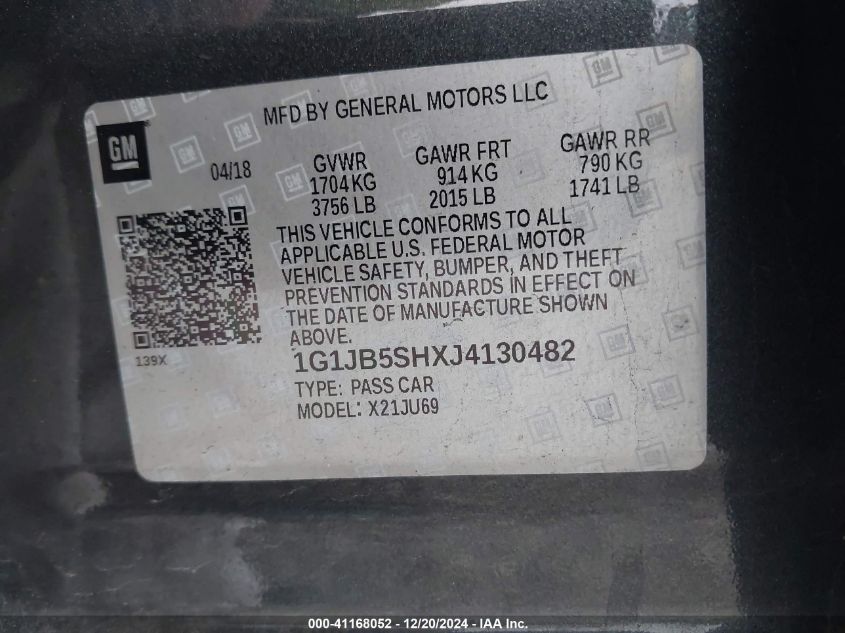 MFD BY GENERAL MOTORS LLC
GM
04/18
GVWR GAWR FRT GAWR RR
1704 KG 914 KG 790 KG
3756 LB 2015 LB 1741 LB
THIS VEHICLE CONFORMS TO ALL
APPLICABLE U.S. FEDERAL MOTOR
VEHICLE SAFETY, BUMPER, AND THEFT
PREVENTION STANDARDS IN EFFECT ON
THE DATE OF MANUFACTURE SHOWN
ABOVE.
139X
1G1JB5SHXJ4130482
TYPE: PASS CAR
MODEL: X21JU69
000-41168052 - 12/20/2024 - IAA Inc.